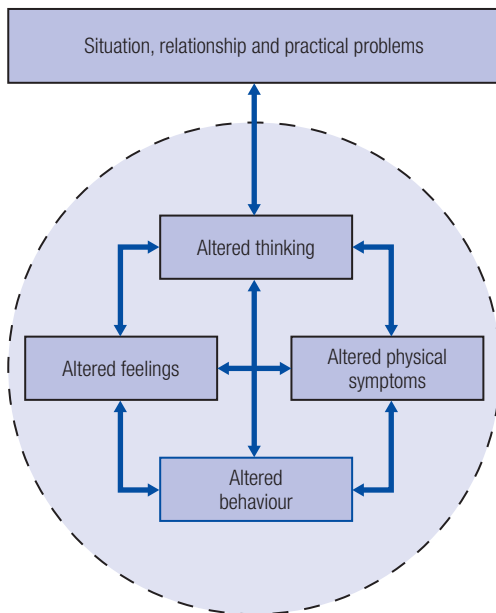 Situation, relationship and practical problems
Altered thinking
Altered feelings
Altered physical
symptoms
Altered
behaviour